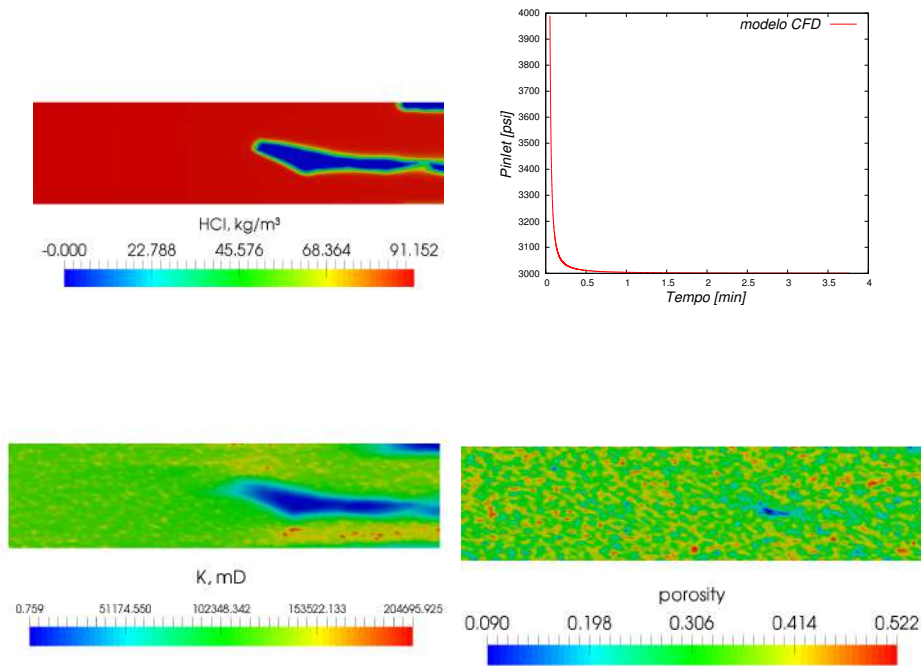 HCl, kg/m³
-0.000 22.788 45.576 68.364 91.152
4000
3900
3800
3700
3600
3500
3400
3300
3200
3100
3000
0 0.5 1 1.5 2 2.5 3 3.5 4
Pinlet [psi]
Tempo [min]
modelo CFD
K, mD
0.759 51174.550 102348.342 153522.133 204695.925
porosity
0.090 0.198 0.306 0.414 0.522